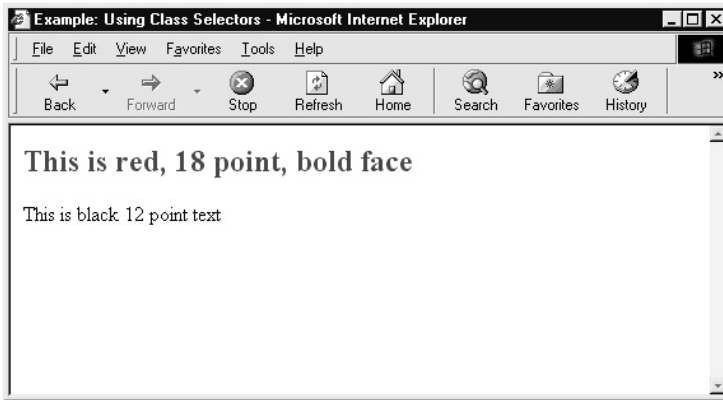 Example: Using Class Selectors - Microsoft Internet Explorer
File Edit View Favorites Tools Help
Back Forward Stop Refresh Home Search Favorites History »
This is red, 18 point, bold face
This is black 12 point text